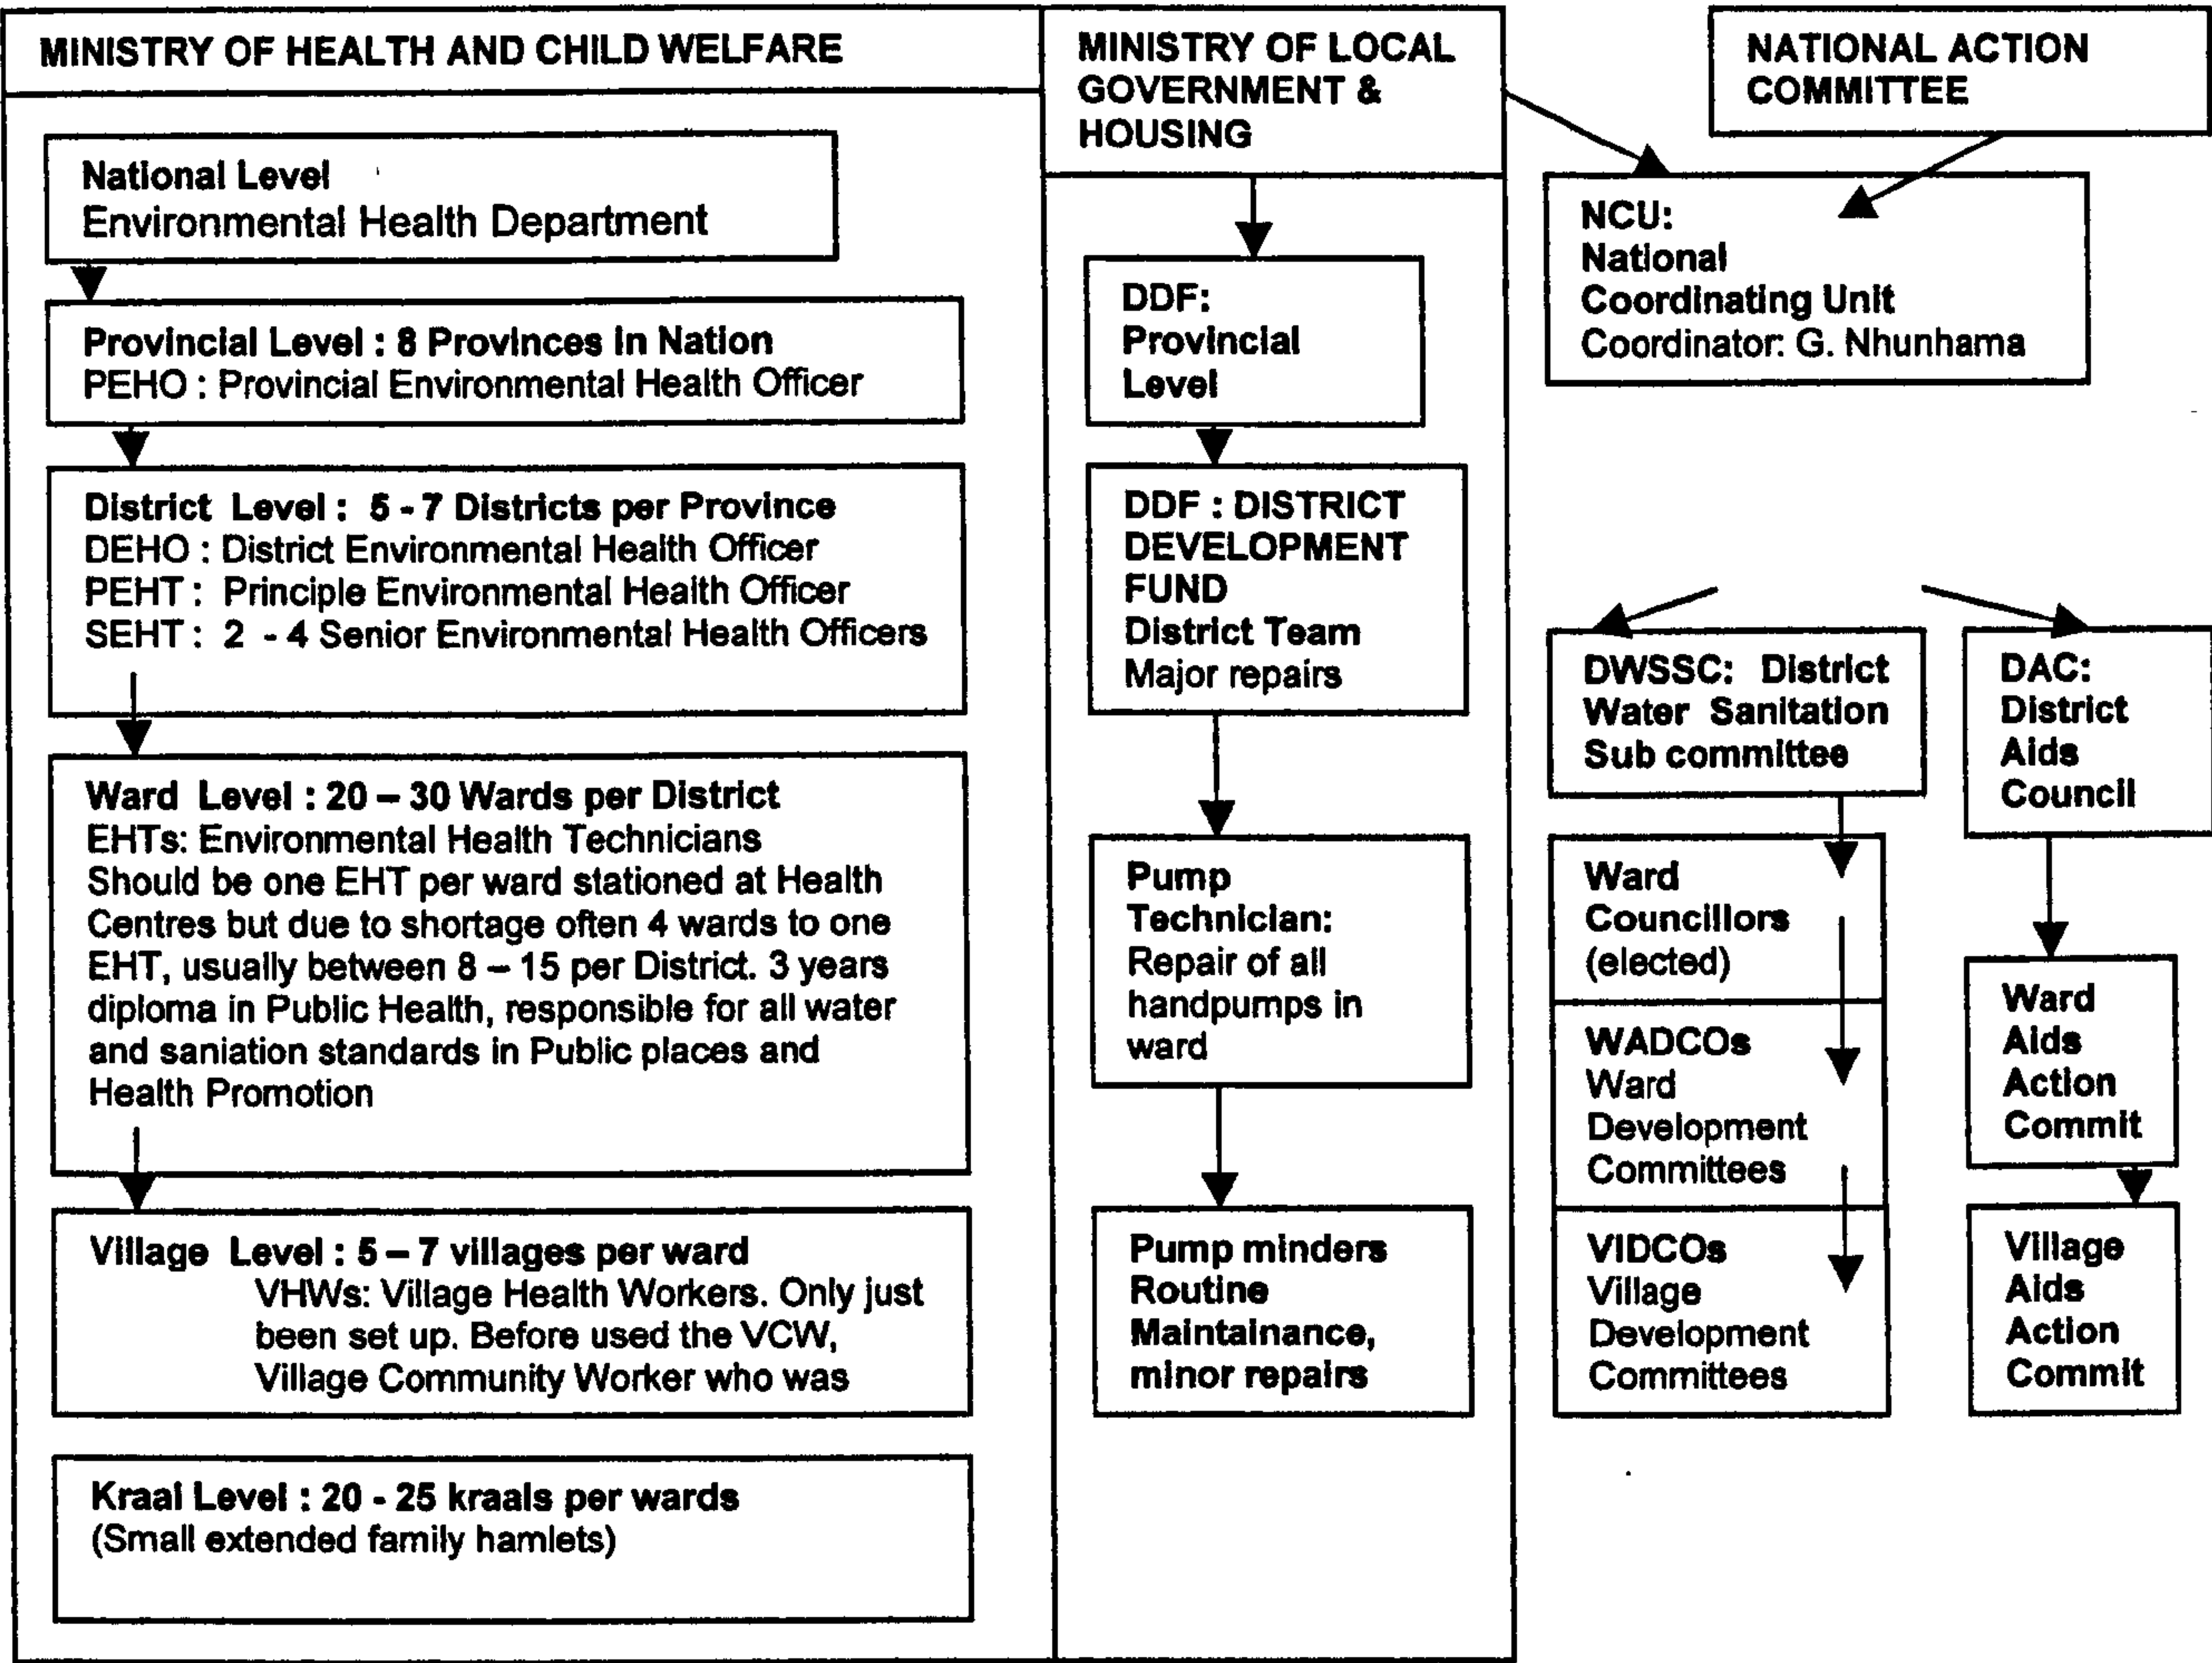 MINISTRY OF HEALTH AND CHILD WELFARE
National Level
Environmental Health Department
Provincial Level : 8 Provinces in Nation
PEHO : Provincial Environmental Health Officer
District Level : 5 - 7 Districts per Province
DEHO : District Environmental Health Officer
PEHT : Principle Environmental Health Officer
SEHT : 2 - 4 Senior Environmental Health Officers
Ward Level : 20 – 30 Wards per District
EHTs: Environmental Health Technicians
Should be one EHT per ward stationed at Health
Centres but due to shortage often 4 wards to one
EHT, usually between 8 – 15 per District. 3 years
diploma in Public Health, responsible for all water
and saniation standards in Public places and
Health Promotion
Village Level : 5 – 7 villages per ward
VHWs: Village Health Workers. Only just
been set up. Before used the VCW,
Village Community Worker who was
Kraal Level : 20 - 25 kraals per wards
(Small extended family hamlets)
MINISTRY OF LOCAL
GOVERNMENT &
HOUSING
DDF:
Provincial
Level
DDF : DISTRICT
DEVELOPMENT
FUND
District Team
Major repairs
Pump
Technician:
Repair of all
handpumps in
ward
Pump minders
Routine
Maintainance,
minor repairs
NATIONAL ACTION
COMMITTEE
NCU:
National
Coordinating Unit
Coordinator: G. Nhunhama
DWSSC: District
Water Sanitation
Sub committee
Ward
Councillors
(elected)
WADCOs
Ward
Development
Committees
VIDCOs
Village
Development
Committees
DAC:
District
Aids
Council
Ward
Aids
Action
Commit
Village
Aids
Action
Commit